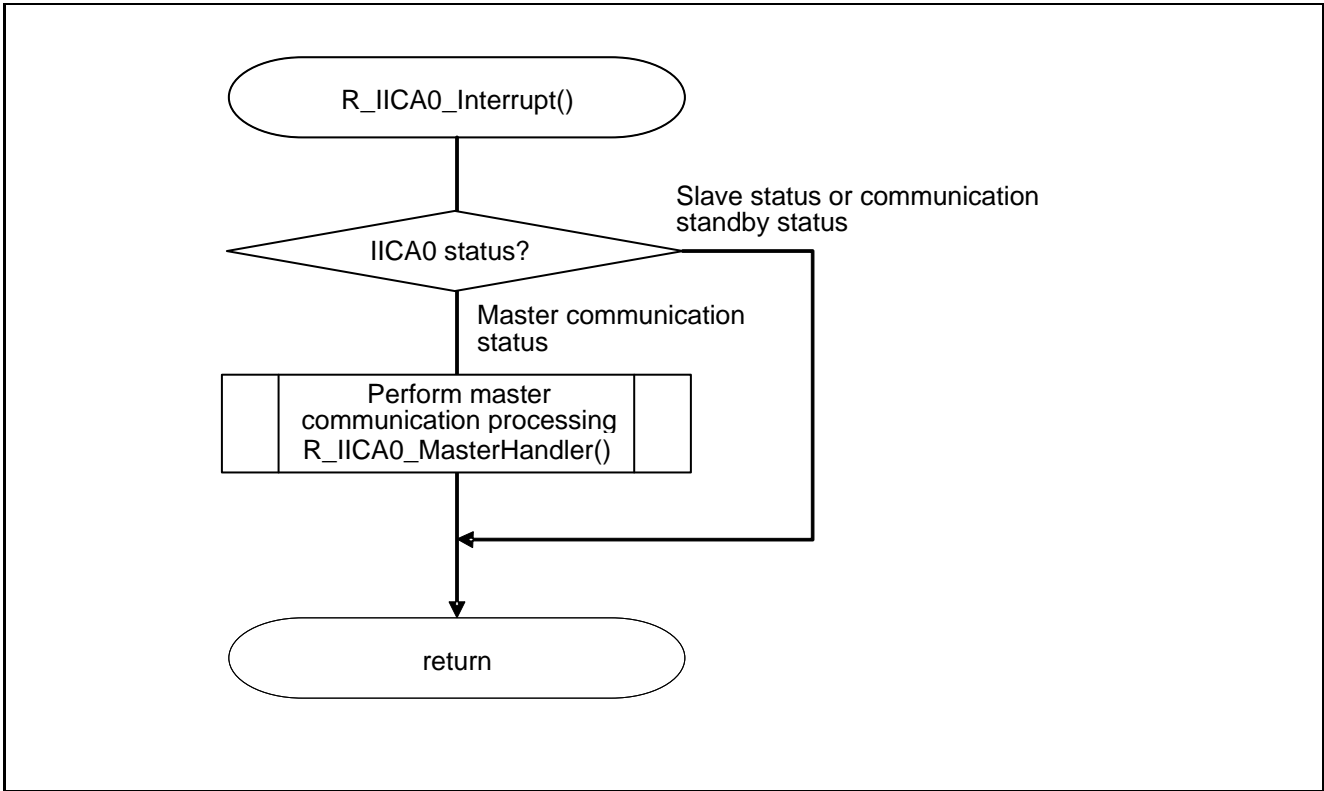 R_IICA0_Interrupt()
Slave status or communication
standby status
IICA0 status?
Master communication
status
Perform master
communication processing
R_IICA0_MasterHandler()
return